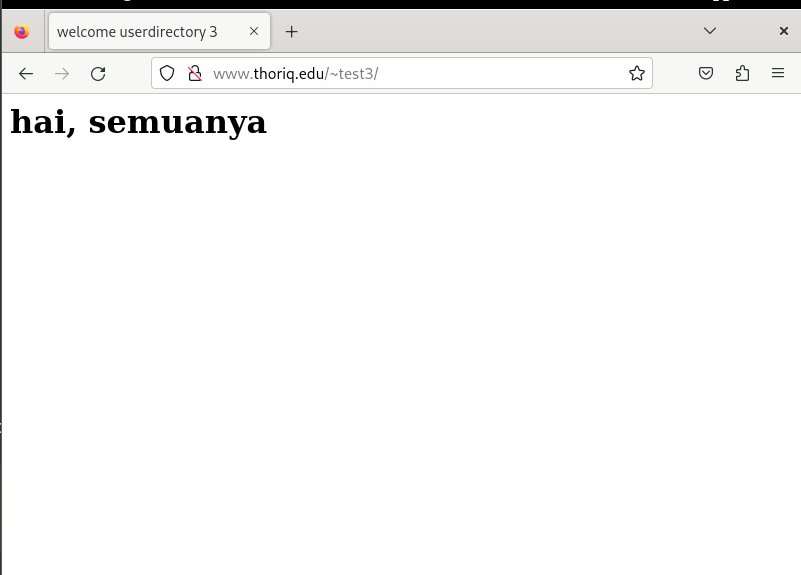 welcome userdirectory 3
www.thoriq.edu/~test3/
hai, semuanya